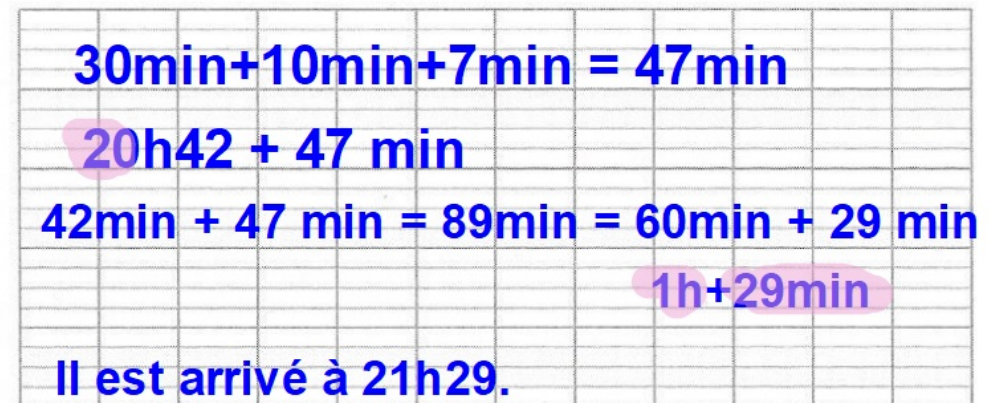 30min+10min+7min = 47min
20h42 + 47 min
42min + 47 min = 89min = 60min + 29 min
1h+29min
Il est arrivé à 21h29.